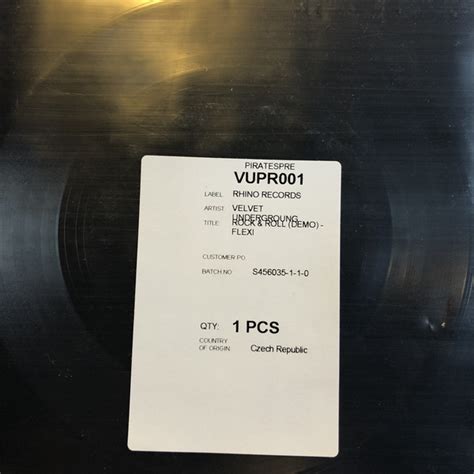 PIRATESPRE
VUPR001
LABEL RHINO RECORDS
ARTIST VELVET
UNDERGROUNG
TITLE: ROCK & ROLL (DEMO) -
FLEXI
CUSTOMER PO.
BATCH NO S456035-1-1-0
QTY: 1 PCS
COUNTRY
OF ORIGIN Czech Republic